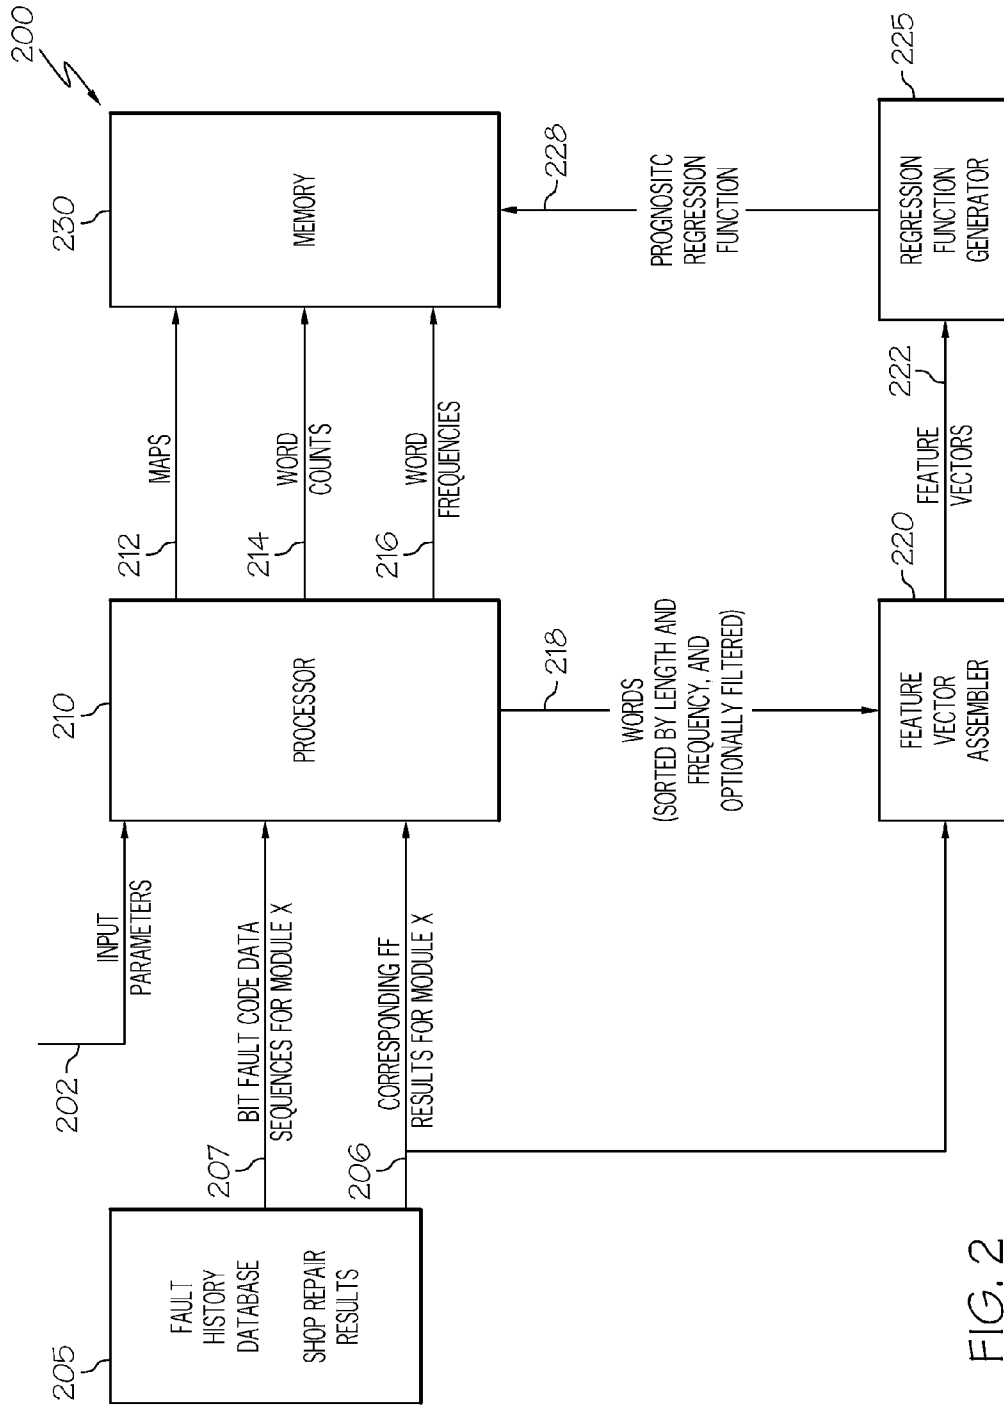 200
205
FAULT
HISTORY
DATABASE
SHOP REPAIR
RESULTS
202
INPUT
PARAMETERS
207
BIT FAULT CODE DATA
SEQUENCES FOR MODULE X
206
CORRESPONDING FF
RESULTS FOR MODULE X
210
PROCESSOR
212
MAPS
214
WORD
COUNTS
216
WORD
FREQUENCIES
230
MEMORY
218
WORDS
(SORTED BY LENGTH AND
FREQUENCY, AND
OPTIONALLY FILTERED)
228
PROGNOSITC
REGRESSION
FUNCTION
220
FEATURE
VECTOR
ASSEMBLER
222
FEATURE
VECTORS
225
REGRESSION
FUNCTION
GENERATOR
FIG. 2